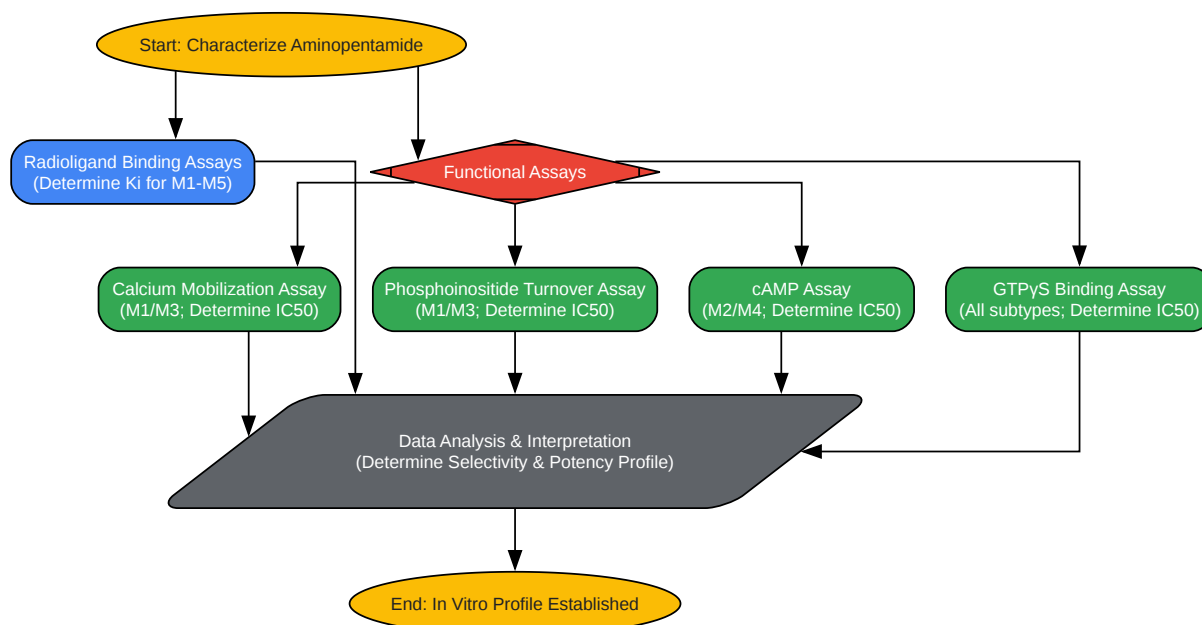 Start: Characterize Aminopentamide
Radioligand Binding Assays
(Determine Ki for M1-M5)
Functional Assays
Calcium Mobilization Assay
(M1/M3; Determine IC50)
Phosphoinositide Turnover Assay
(M1/M3; Determine IC50)
cAMP Assay
(M2/M4; Determine IC50)
GTPγS Binding Assay
(All subtypes; Determine IC50)
Data Analysis & Interpretation
(Determine Selectivity & Potency Profile)
End: In Vitro Profile Established